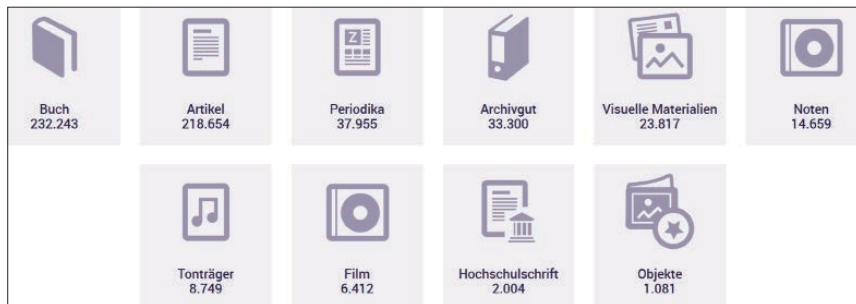 Buch
232.243
Artikel
218.654
Z
Periodika
37.955
Archivgut
33.300
Visuelle Materialien
23.817
Noten
14.659
Tonträger
8.749
Film
6.412
Hochschulschrift
2.004
Objekte
1.081